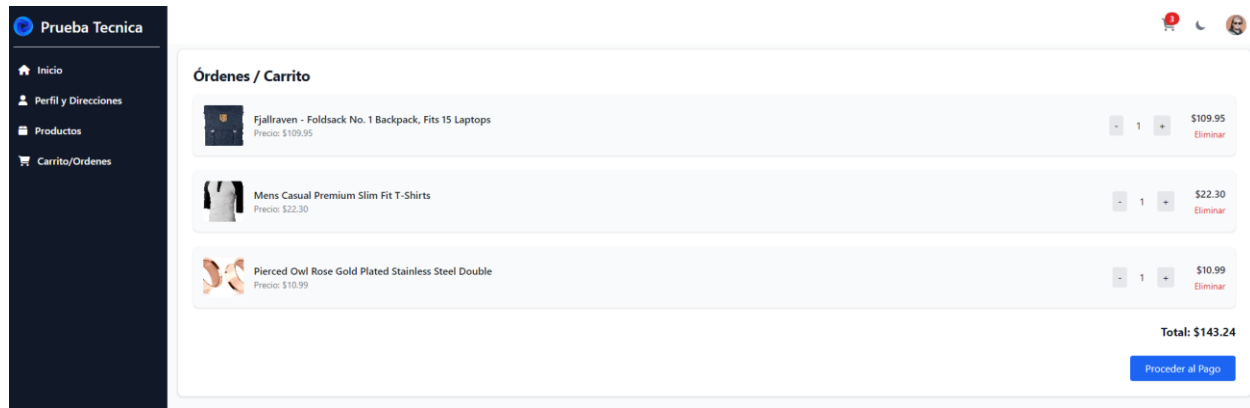 Prueba Tecnica
3
Inicio
Perfil y Direcciones
Productos
Carrito/Ordenes
Órdenes / Carrito
Fjallraven - Foldsack No. 1 Backpack, Fits 15 Laptops
Precio: $109.95
- 1 +
$109.95
Eliminar
Mens Casual Premium Slim Fit T-Shirts
Precio: $22.30
- 1 +
$22.30
Eliminar
Pierced Owl Rose Gold Plated Stainless Steel Double
Precio: $10.99
- 1 +
$10.99
Eliminar
Total: $143.24
Proceder al Pago